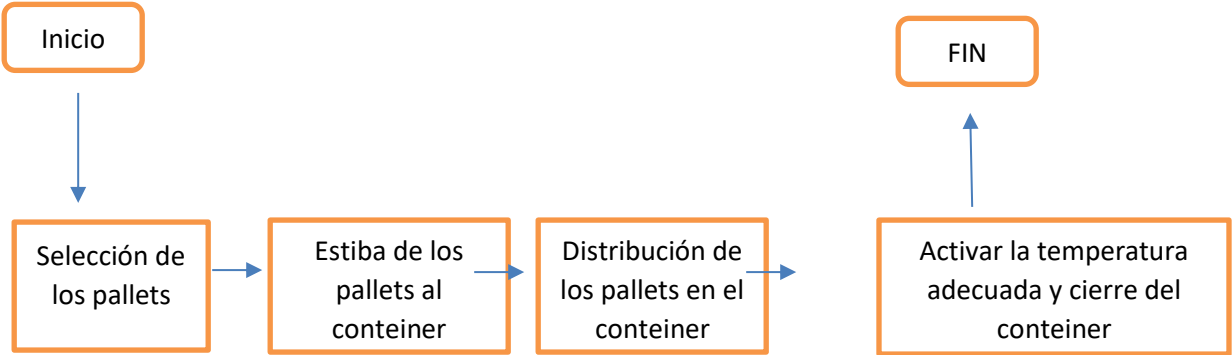 Inicio
Selección de
los pallets
Estiba de los
pallets al
conteiner
Distribución de
los pallets en el
conteiner
Activar la temperatura
adecuada y cierre del
conteiner
FIN